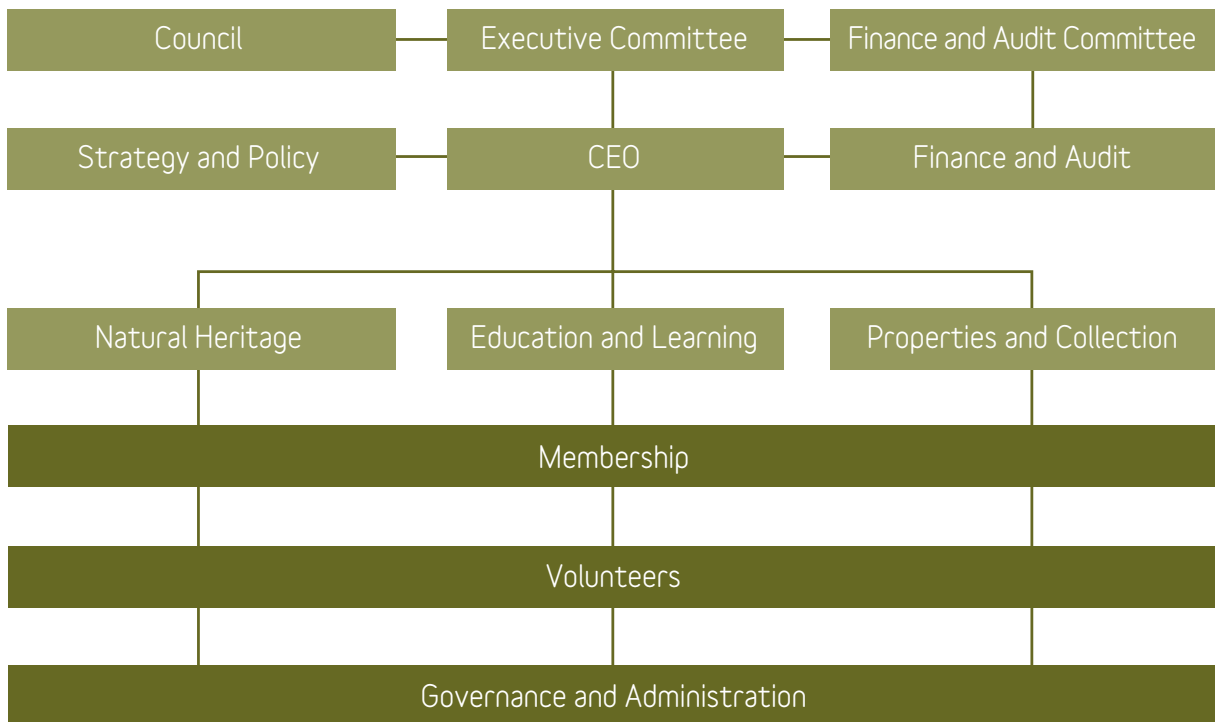 Council
Executive Committee
Finance and Audit Committee
Strategy and Policy
CEO
Finance and Audit
Natural Heritage
Education and Learning
Properties and Collection
Membership
Volunteers
Governance and Administration